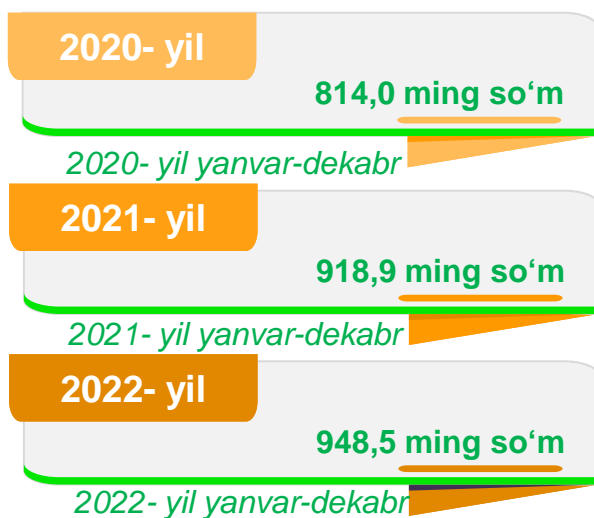 2020- yil
814,0 ming so‘m
2020- yil yanvar-dekabr
2021- yil
918,9 ming so‘m
2021- yil yanvar-dekabr
2022- yil
948,5 ming so‘m
2022- yil yanvar-dekabr